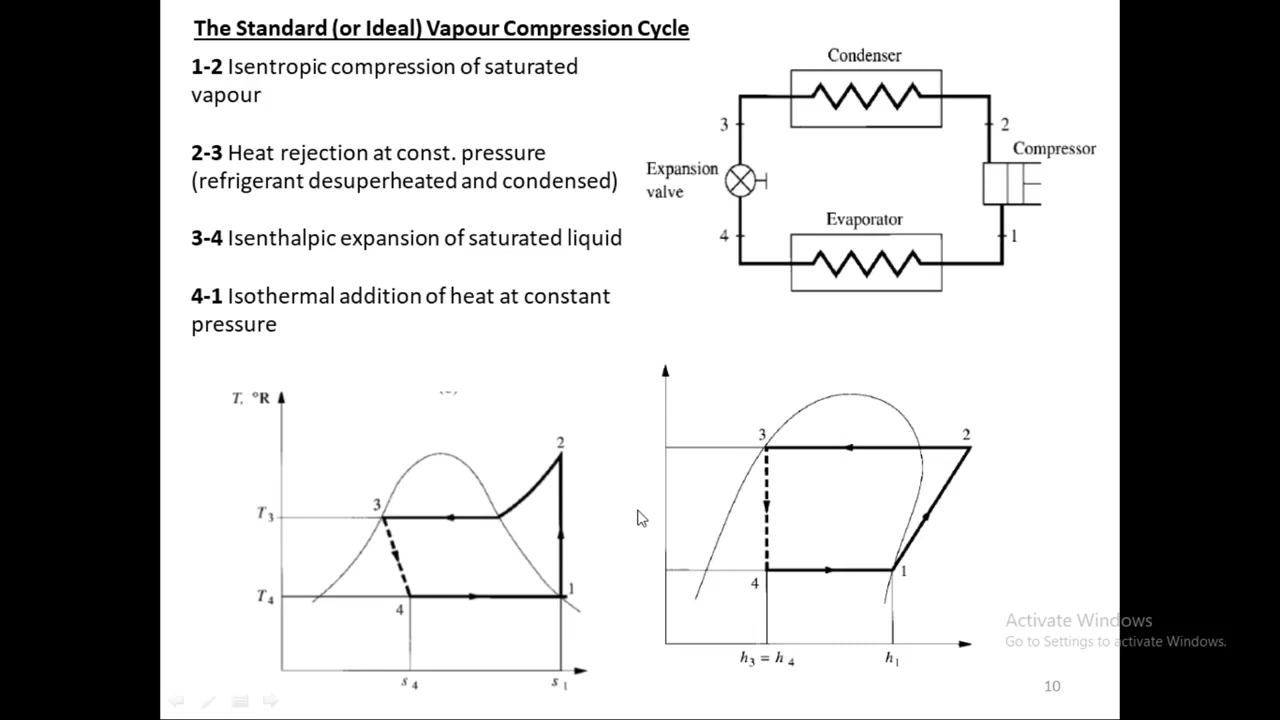 The Standard (or Ideal) Vapour Compression Cycle
1-2 Isentropic compression of saturated
vapour
2-3 Heat rejection at const. pressure
(refrigerant desuperheated and condensed)
3-4 Isenthalpic expansion of saturated liquid
4-1 Isothermal addition of heat at constant
pressure
Condenser
3
2
Compressor
Expansion
valve
Evaporator
4
1
T, °R
2
3
T3
1
T4
4
s4
s1
3
2
4
1
h3 = h4
h1
Activate Windows
Go to Settings to activate Windows.
10